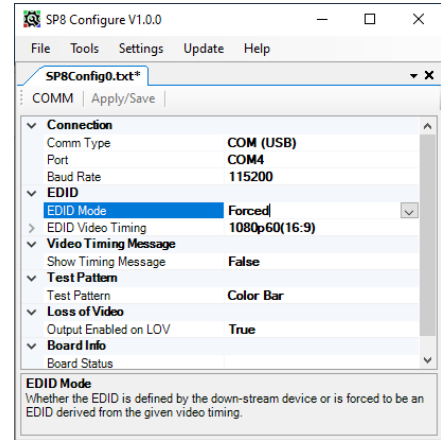 SP8 Configure V1.0.0
File Tools Settings Update Help
SP8Config0.txt*
COMM Apply/Save
Connection
Comm Type COM (USB)
Port COM4
Baud Rate 115200
EDID
EDID Mode Forced
EDID Video Timing 1080p60(16:9)
Video Timing Message
Show Timing Message False
Test Pattern
Test Pattern Color Bar
Loss of Video
Output Enabled on LOV True
Board Info
Board Status
EDID Mode
Whether the EDID is defined by the down-stream device or is forced to be an
EDID derived from the given video timing.